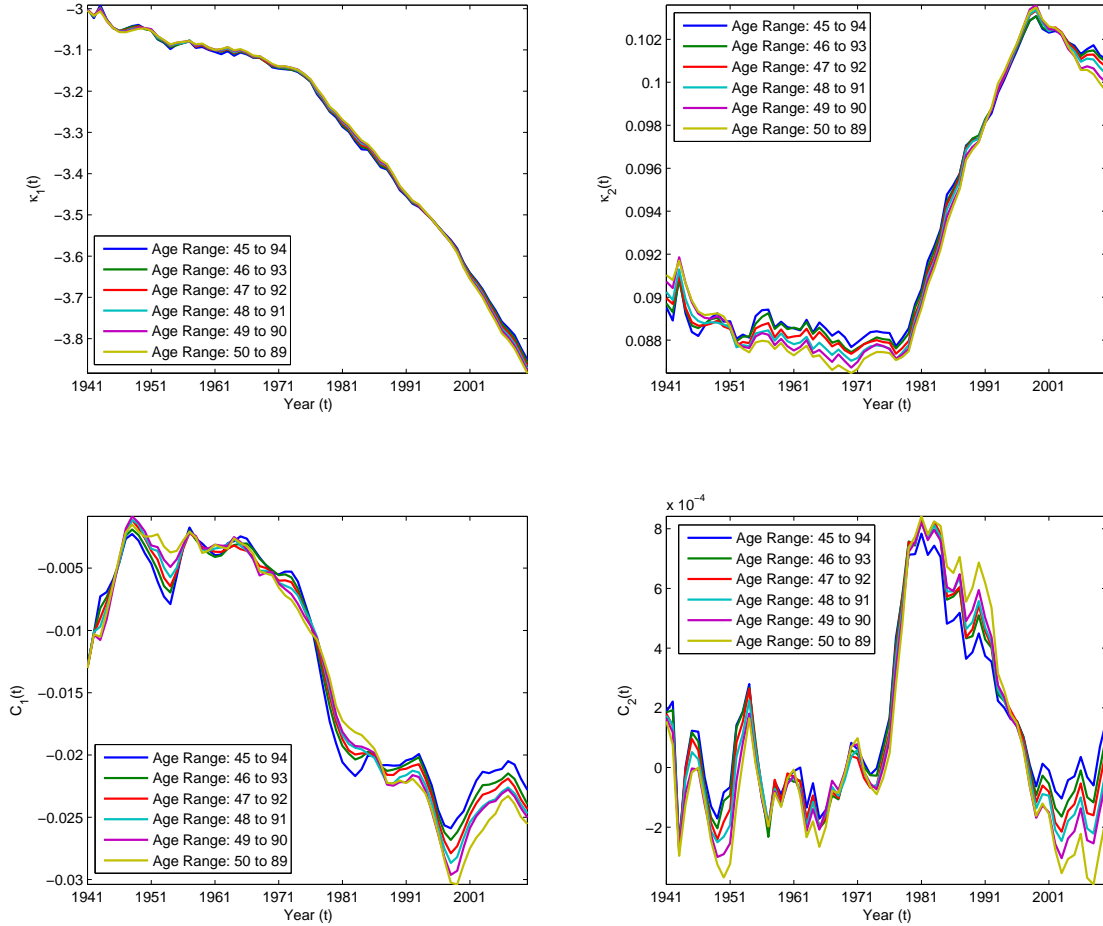 −3
−3.1
−3.2
−3.3
−3.4
−3.5
−3.6
−3.7
−3.8
κ1(t)
Age Range: 45 to 94
Age Range: 46 to 93
Age Range: 47 to 92
Age Range: 48 to 91
Age Range: 49 to 90
Age Range: 50 to 89
1941 1951 1961 1971 1981 1991 2001
Year (t)
0.102
0.1
0.098
0.096
0.094
0.092
0.09
0.088
κ2(t)
Age Range: 45 to 94
Age Range: 46 to 93
Age Range: 47 to 92
Age Range: 48 to 91
Age Range: 49 to 90
Age Range: 50 to 89
1941 1951 1961 1971 1981 1991 2001
Year (t)
−0.005
−0.01
−0.015
−0.02
−0.025
−0.03
C1(t)
Age Range: 45 to 94
Age Range: 46 to 93
Age Range: 47 to 92
Age Range: 48 to 91
Age Range: 49 to 90
Age Range: 50 to 89
1941 1951 1961 1971 1981 1991 2001
Year (t)
x 10−4
8
6
4
2
0
−2
C2(t)
Age Range: 45 to 94
Age Range: 46 to 93
Age Range: 47 to 92
Age Range: 48 to 91
Age Range: 49 to 90
Age Range: 50 to 89
1941 1951 1961 1971 1981 1991 2001
Year (t)